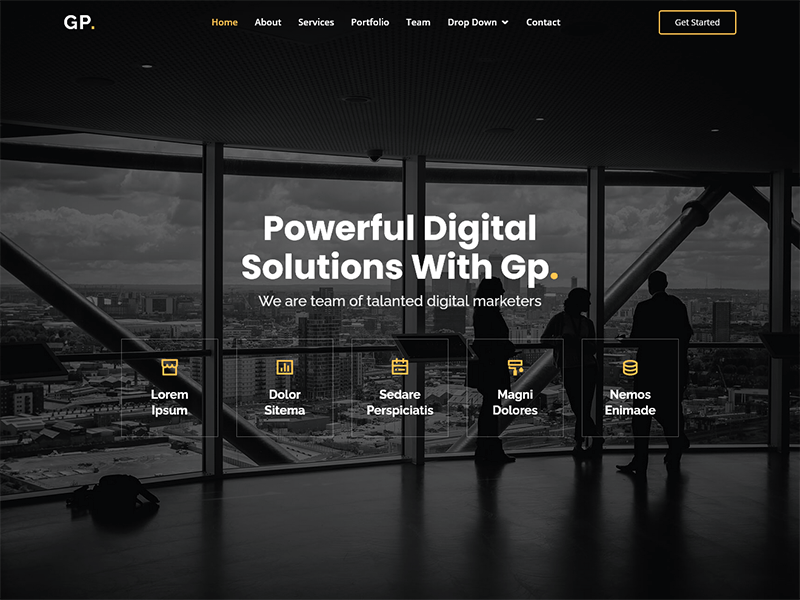 GP.
Home About Services Portfolio Team Drop Down Contact
Get Started
Powerful Digital
Solutions With Gp.
We are team of talanted digital marketers
Lorem
Ipsum
Dolor
Sitema
Sedare
Perspiciatis
Magni
Dolores
Nemos
Enimade